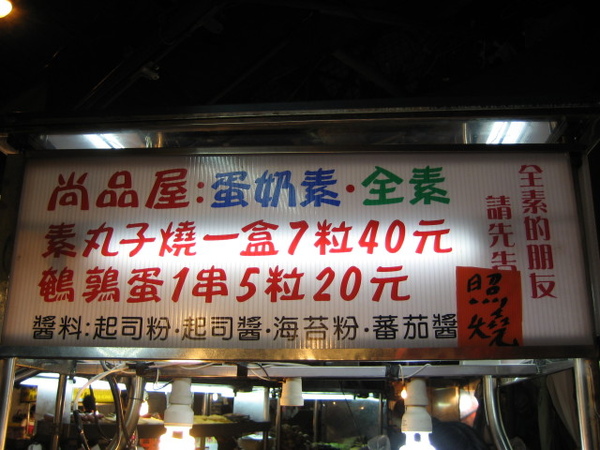 尚品屋:蛋奶素·全素
素丸子燒一盒7粒40元
鵪鶉蛋1串5粒20元
醬料:起司粉·起司醬·海苔粉·蕃茄醬
全素的朋友
請先告
照燒